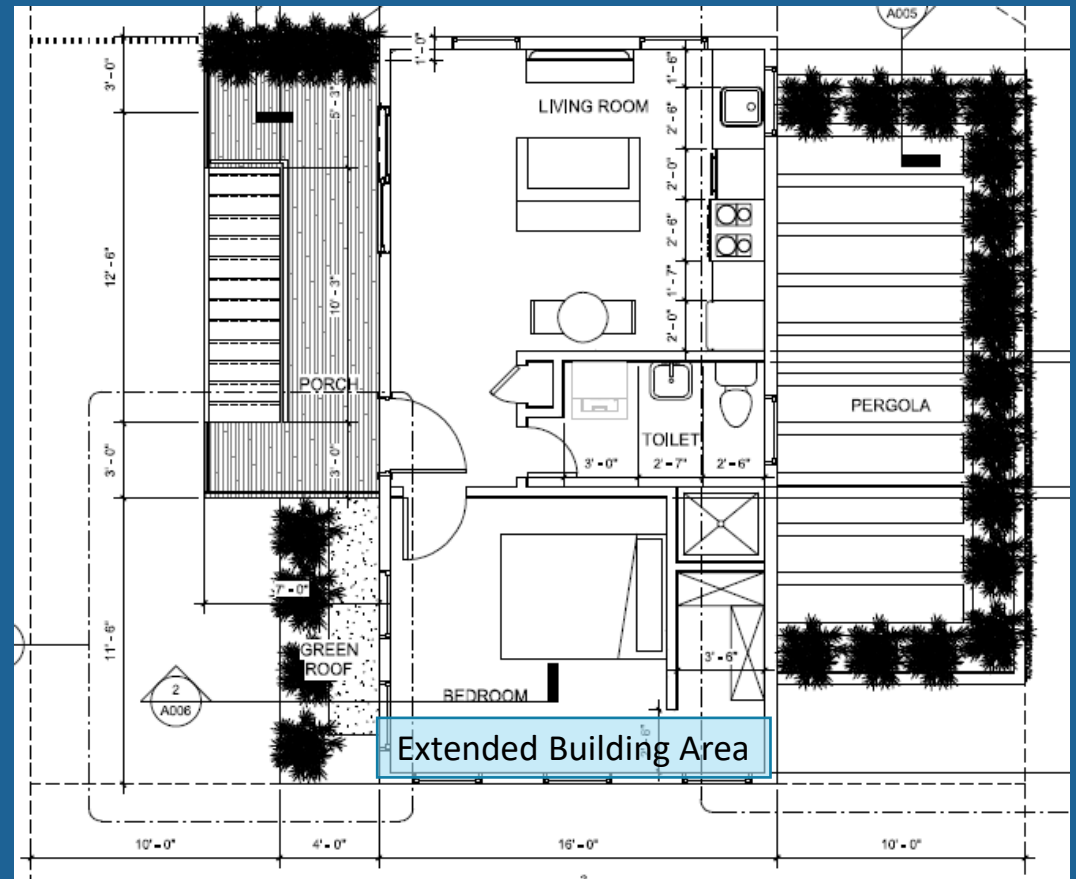 A005
1' - 0"
3' - 0"
5' - 3"
1' - 6"
LIVING ROOM
2' - 6"
2' - 0"
2' - 6"
12' - 6"
10' - 3"
1' - 7"
2' - 0"
PORCH
PERGOLA
TOILET
3' - 0"
2' - 7"
2' - 6"
3' - 0"
3' - 0"
7' - 0"
11' - 6"
GREEN
ROOF
3' - 6"
2
A006
BEDROOM
Extended Building Area
10' - 0"
4' - 0"
16' - 0"
10' - 0"